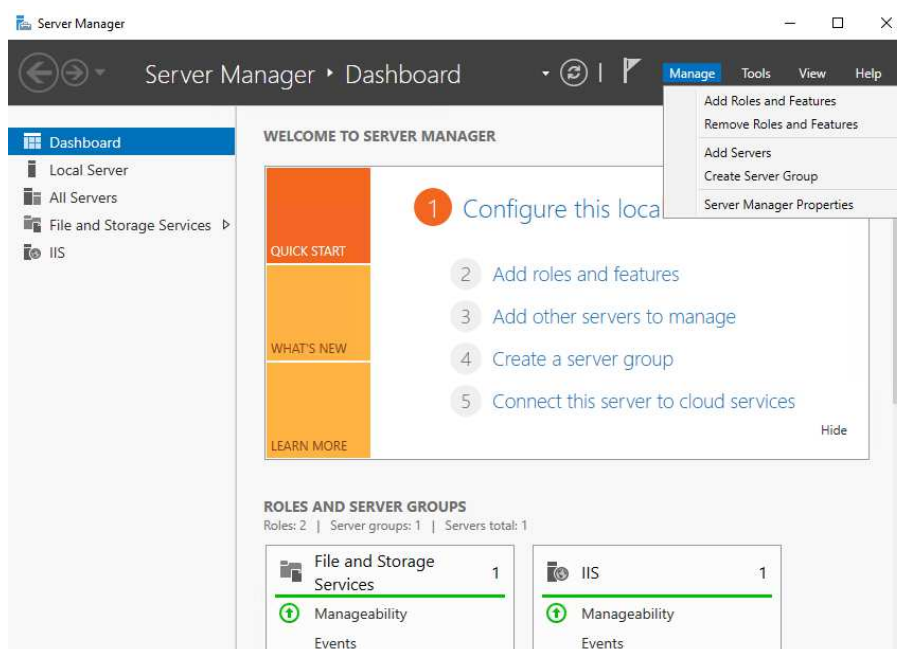 Server Manager
Server Manager ‣ Dashboard
Manage Tools View Help
Add Roles and Features
Remove Roles and Features
Add Servers
Create Server Group
Server Manager Properties
Dashboard
Local Server
All Servers
File and Storage Services
IIS
WELCOME TO SERVER MANAGER
QUICK START
WHAT'S NEW
LEARN MORE
1 Configure this loca
2 Add roles and features
3 Add other servers to manage
4 Create a server group
5 Connect this server to cloud services
Hide
ROLES AND SERVER GROUPS
Roles: 2 | Server groups: 1 | Servers total: 1
File and Storage
Services 1
Manageability
Events
IIS 1
Manageability
Events